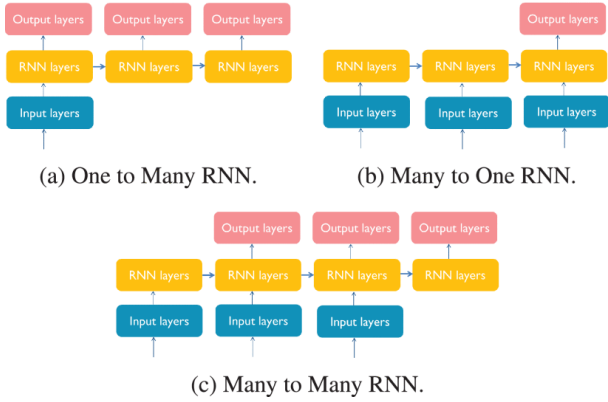 Output layers Output layers Output layers
RNN layers RNN layers RNN layers
Input layers
(a) One to Many RNN.
Output layers
RNN layers RNN layers RNN layers
Input layers Input layers Input layers
(b) Many to One RNN.
Output layers Output layers Output layers
RNN layers RNN layers RNN layers RNN layers
Input layers Input layers Input layers
(c) Many to Many RNN.